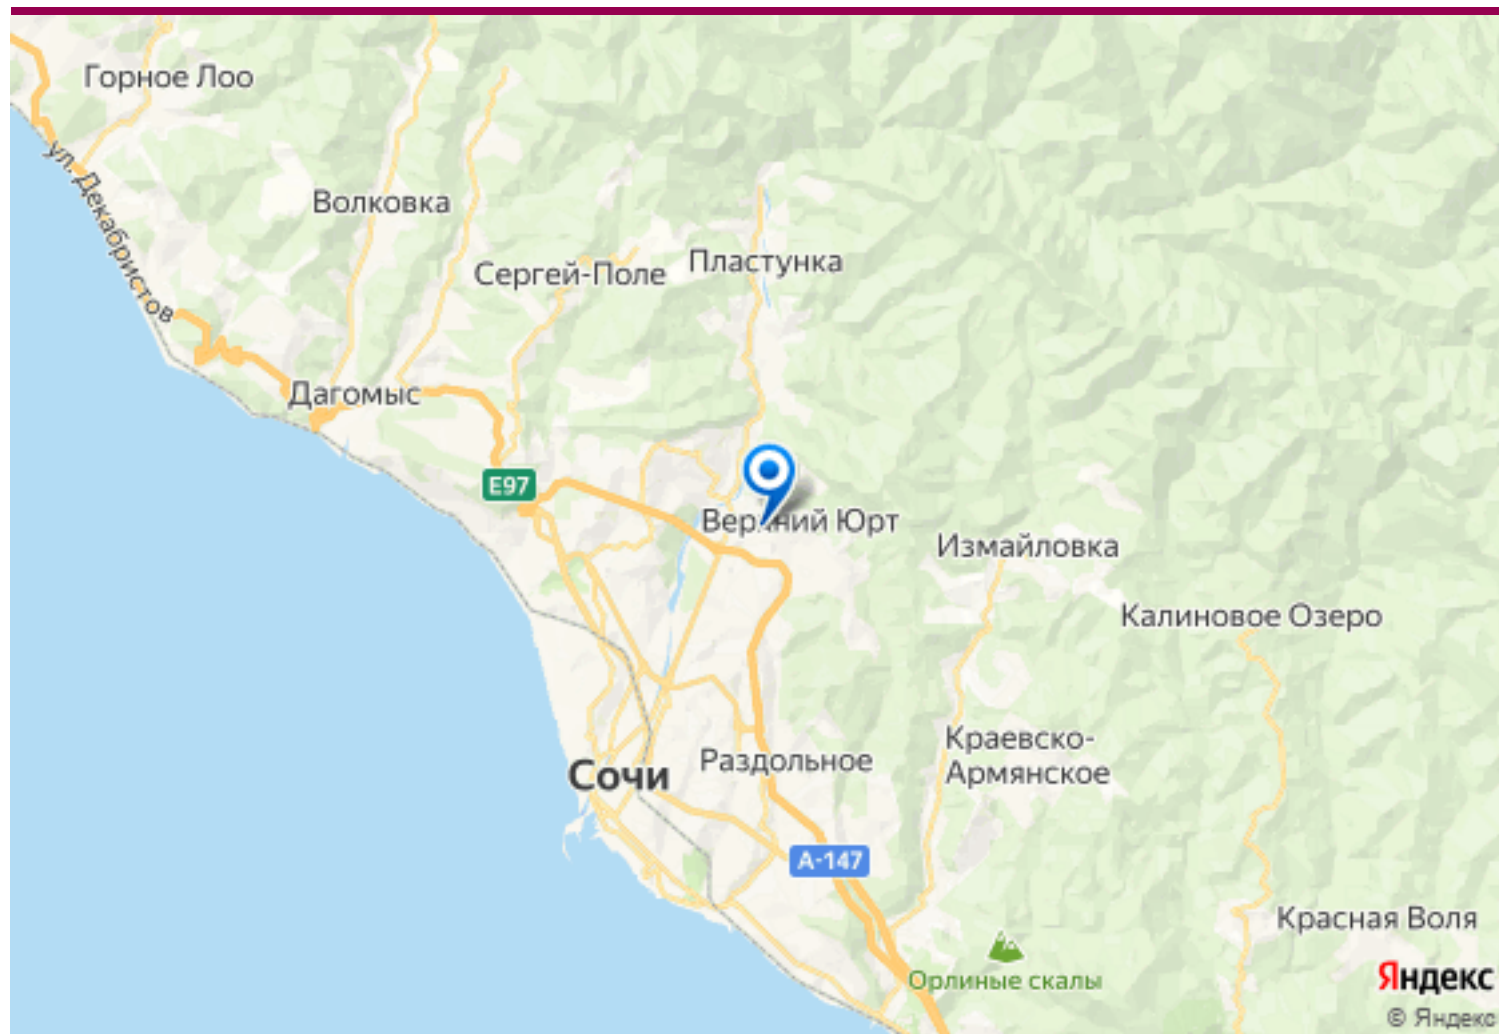 Горное Лоо
ул. Декабристов
Волковка
Сергей-Поле
Пластунка
Дагомыс
E97
Верхний Юрт
Измайловка
Калиновое Озеро
Краевско-
Армянское
Раздольное
Сочи
А-147
Красная Воля
Орлиные скалы
Яндекс
© Яндекс